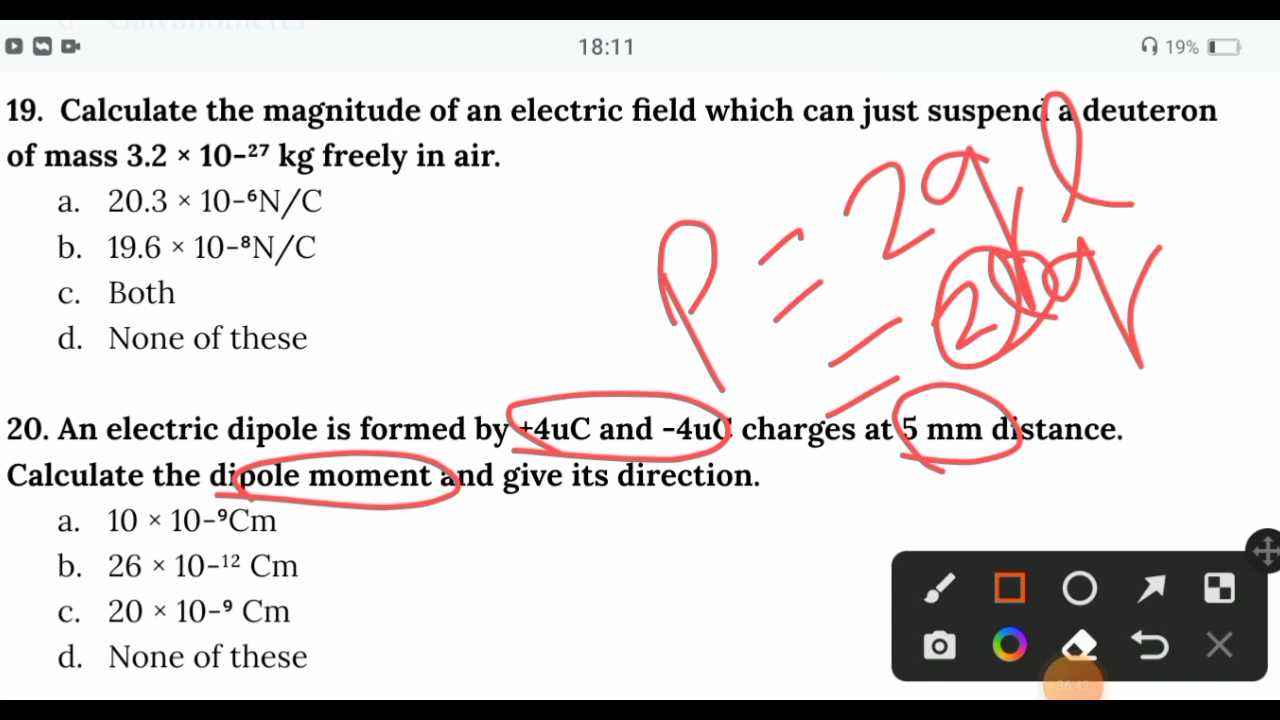 18:11
19%
19. Calculate the magnitude of an electric field which can just suspend a deuteron
of mass 3.2 × 10-²⁷ kg freely in air.
a. 20.3 × 10-⁶N/C
b. 19.6 × 10-⁸N/C
c. Both
d. None of these
P = 2ql
20. An electric dipole is formed by +4uC and -4uC charges at 5 mm distance.
Calculate the dipole moment and give its direction.
a. 10 × 10-⁹Cm
b. 26 × 10-¹² Cm
c. 20 × 10-⁹ Cm
d. None of these
36:42